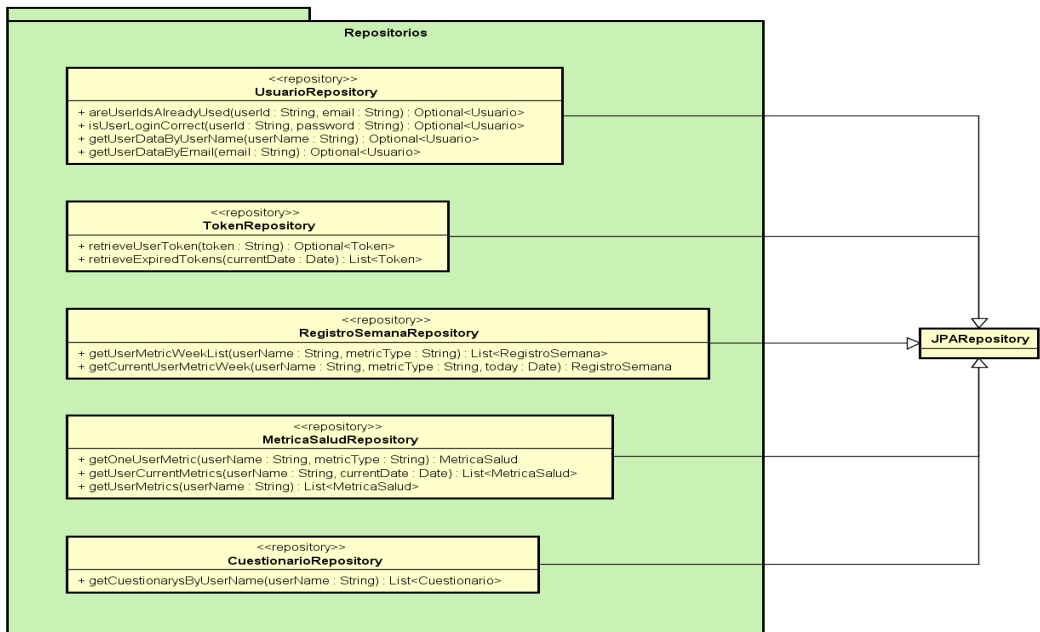 Repositorios
<<repository>>
UsuarioRepository
+ areUserIdsAlreadyUsed(userId : String, email : String) : Optional<Usuario>
+ isUserLoginCorrect(userId : String, password : String) : Optional<Usuario>
+ getUserDataByUserName(userName : String) : Optional<Usuario>
+ getUserDataByEmail(email : String) : Optional<Usuario>
<<repository>>
TokenRepository
+ retrieveUserToken(token : String) : Optional<Token>
+ retrieveExpiredTokens(currentDate : Date) : List<Token>
<<repository>>
RegistroSemanaRepository
+ getUserMetricWeekList(userName : String, metricType : String) : List<RegistroSemana>
+ getCurrentUserMetricWeek(userName : String, metricType : String, today : Date) : RegistroSemana
JPARepository
<<repository>>
MetricaSaludRepository
+ getOneUserMetric(userName : String, metricType : String) : MetricaSalud
+ getUserCurrentMetrics(userName : String, currentDate : Date) : List<MetricaSalud>
+ getUserMetrics(userName : String) : List<MetricaSalud>
<<repository>>
CuestionarioRepository
+ getCuestionarysByUserName(userName : String) : List<Cuestionario>